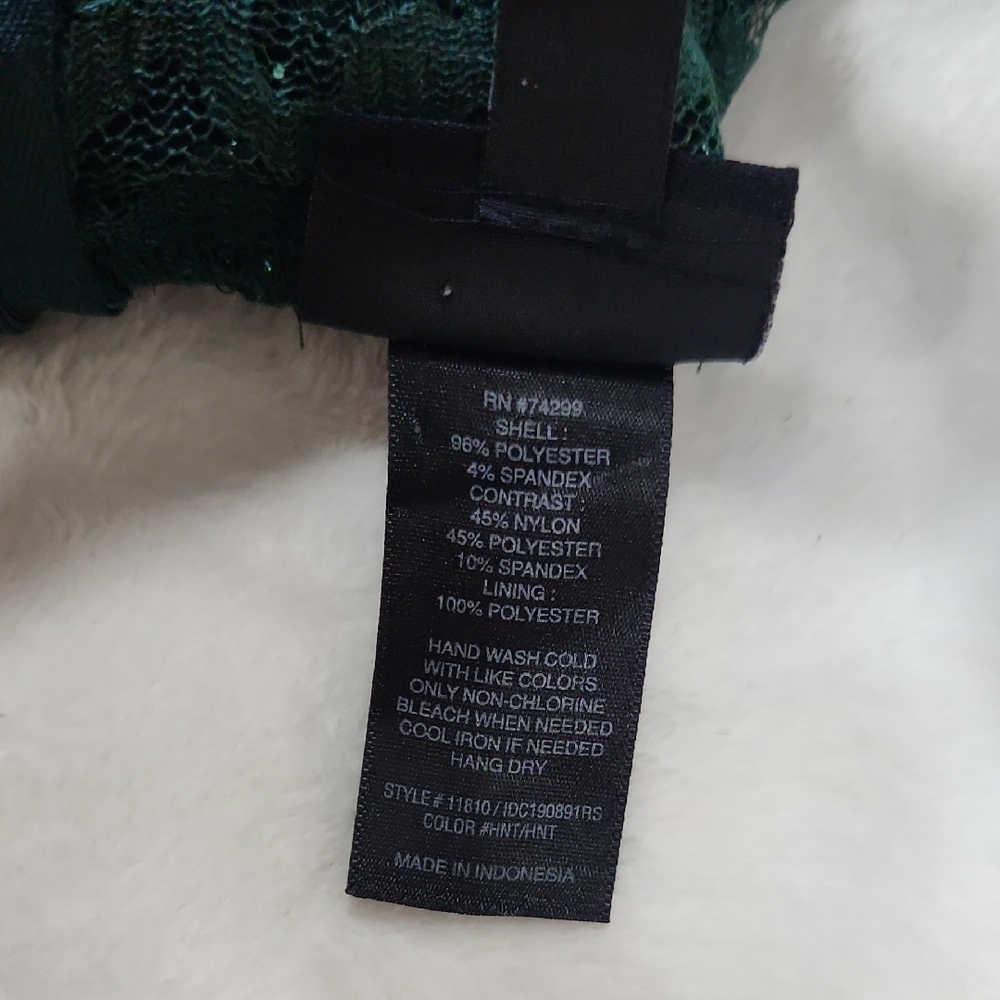 RN #74299
SHELL :
96% POLYESTER
4% SPANDEX
CONTRAST :
45% NYLON
45% POLYESTER
10% SPANDEX
LINING :
100% POLYESTER
HAND WASH COLD
WITH LIKE COLORS
ONLY NON-CHLORINE
BLEACH WHEN NEEDED
COOL IRON IF NEEDED
HANG DRY
STYLE # 11810 / IDC190891RS
COLOR #HNT/HNT
MADE IN INDONESIA